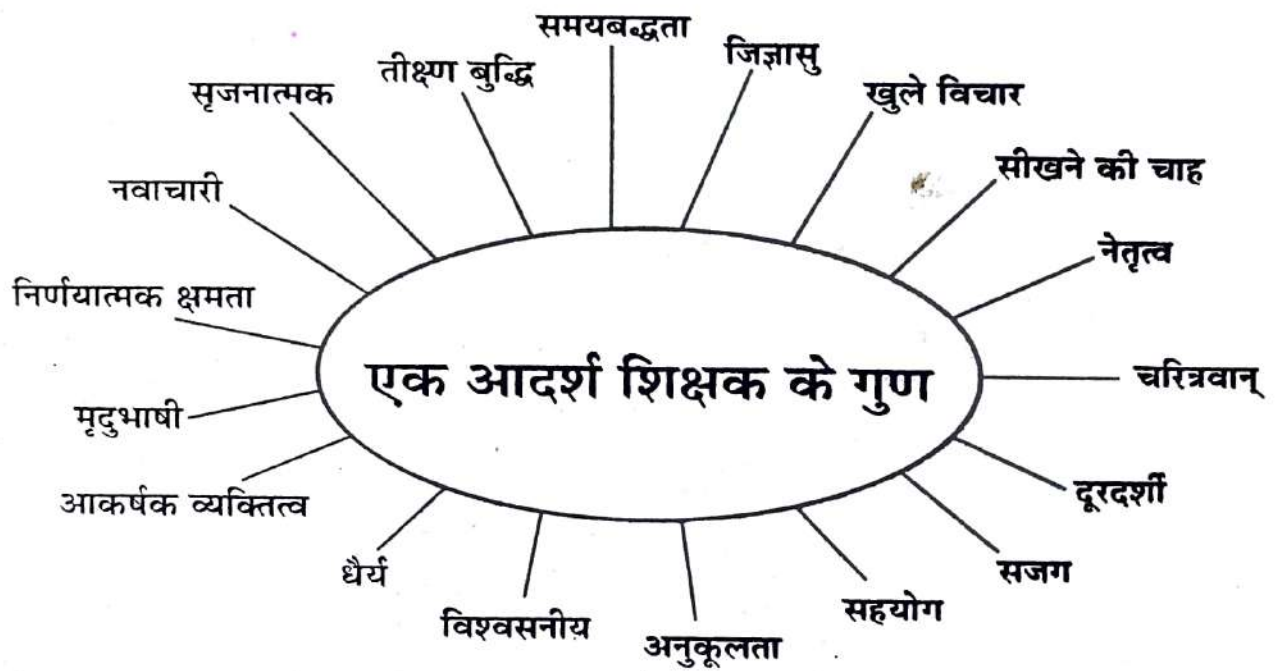 समयबद्धता
जिज्ञासु
तीक्ष्ण बुद्धि
खुले विचार
सृजनात्मक
सीखने की चाह
नवाचारी
नेतृत्व
निर्णयात्मक क्षमता
एक आदर्श शिक्षक के गुण
चरित्रवान्
मृदुभाषी
दूरदर्शी
आकर्षक व्यक्तित्व
सजग
धैर्य
सहयोग
विश्वसनीय
अनुकूलता